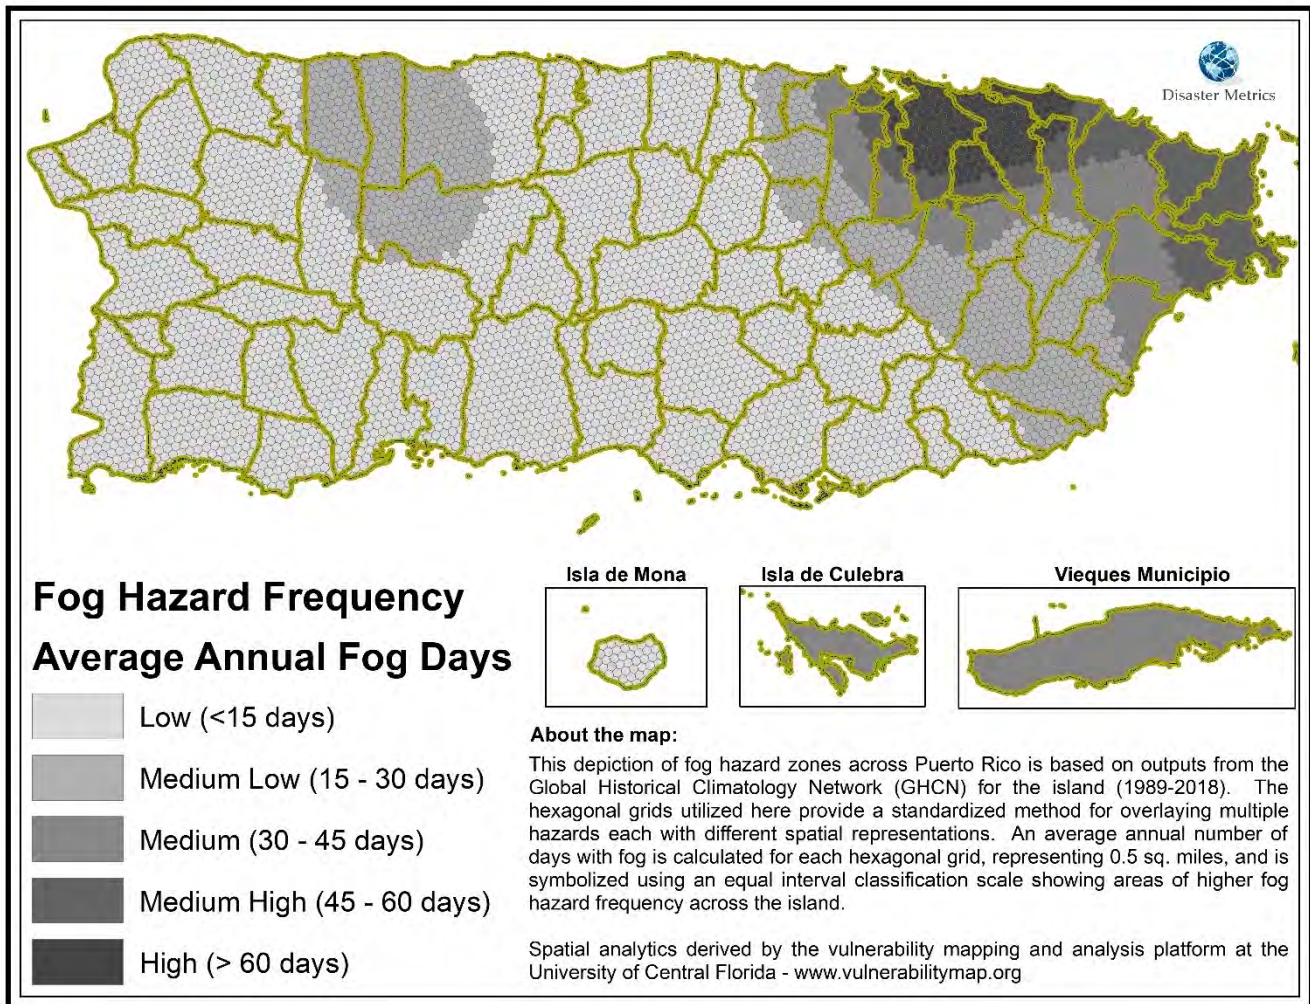 Disaster Metrics
Isla de Mona
Isla de Culebra
Vieques Municipio
Fog Hazard Frequency
Average Annual Fog Days
Low (<15 days)
Medium Low (15 - 30 days)
Medium (30 - 45 days)
Medium High (45 - 60 days)
High (> 60 days)
About the map:
This depiction of fog hazard zones across Puerto Rico is based on outputs from the
Global Historical Climatology Network (GHCN) for the island (1989-2018). The
hexagonal grids utilized here provide a standardized method for overlaying multiple
hazards each with different spatial representations. An average annual number of
days with fog is calculated for each hexagonal grid, representing 0.5 sq. miles, and is
symbolized using an equal interval classification scale showing areas of higher fog
hazard frequency across the island.
Spatial analytics derived by the vulnerability mapping and analysis platform at the
University of Central Florida - www.vulnerabilitymap.org